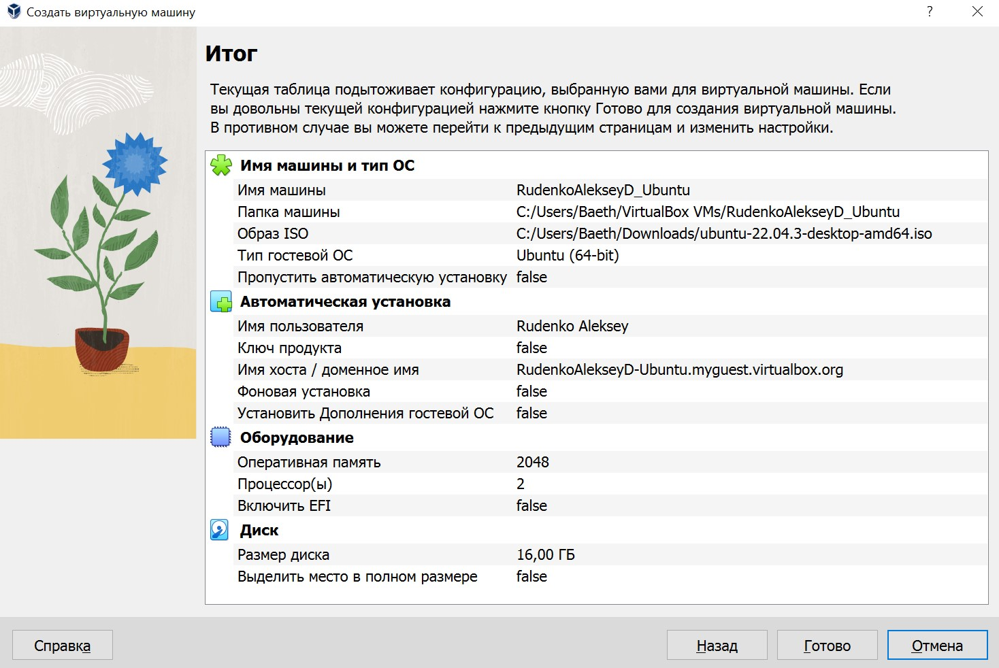 Создать виртуальную машину
?
Итог
Текущая таблица подытоживает конфигурацию, выбранную вами для виртуальной машины. Если
вы довольны текущей конфигурацией нажмите кнопку Готово для создания виртуальной машины.
В противном случае вы можете перейти к предыдущим страницам и изменить настройки.
Имя машины и тип ОС
Имя машины RudenkoAlekseyD_Ubuntu
Папка машины C:/Users/Baeth/VirtualBox VMs/RudenkoAlekseyD_Ubuntu
Образ ISO C:/Users/Baeth/Downloads/ubuntu-22.04.3-desktop-amd64.iso
Тип гостевой ОС Ubuntu (64-bit)
Пропустить автоматическую установку false
Автоматическая установка
Имя пользователя Rudenko Aleksey
Ключ продукта false
Имя хоста / доменное имя RudenkoAlekseyD-Ubuntu.myguest.virtualbox.org
Фоновая установка false
Установить Дополнения гостевой ОС false
Оборудование
Оперативная память 2048
Процессор(ы) 2
Включить EFI false
Диск
Размер диска 16,00 ГБ
Выделить место в полном размере false
Справка Назад Готово Отмена